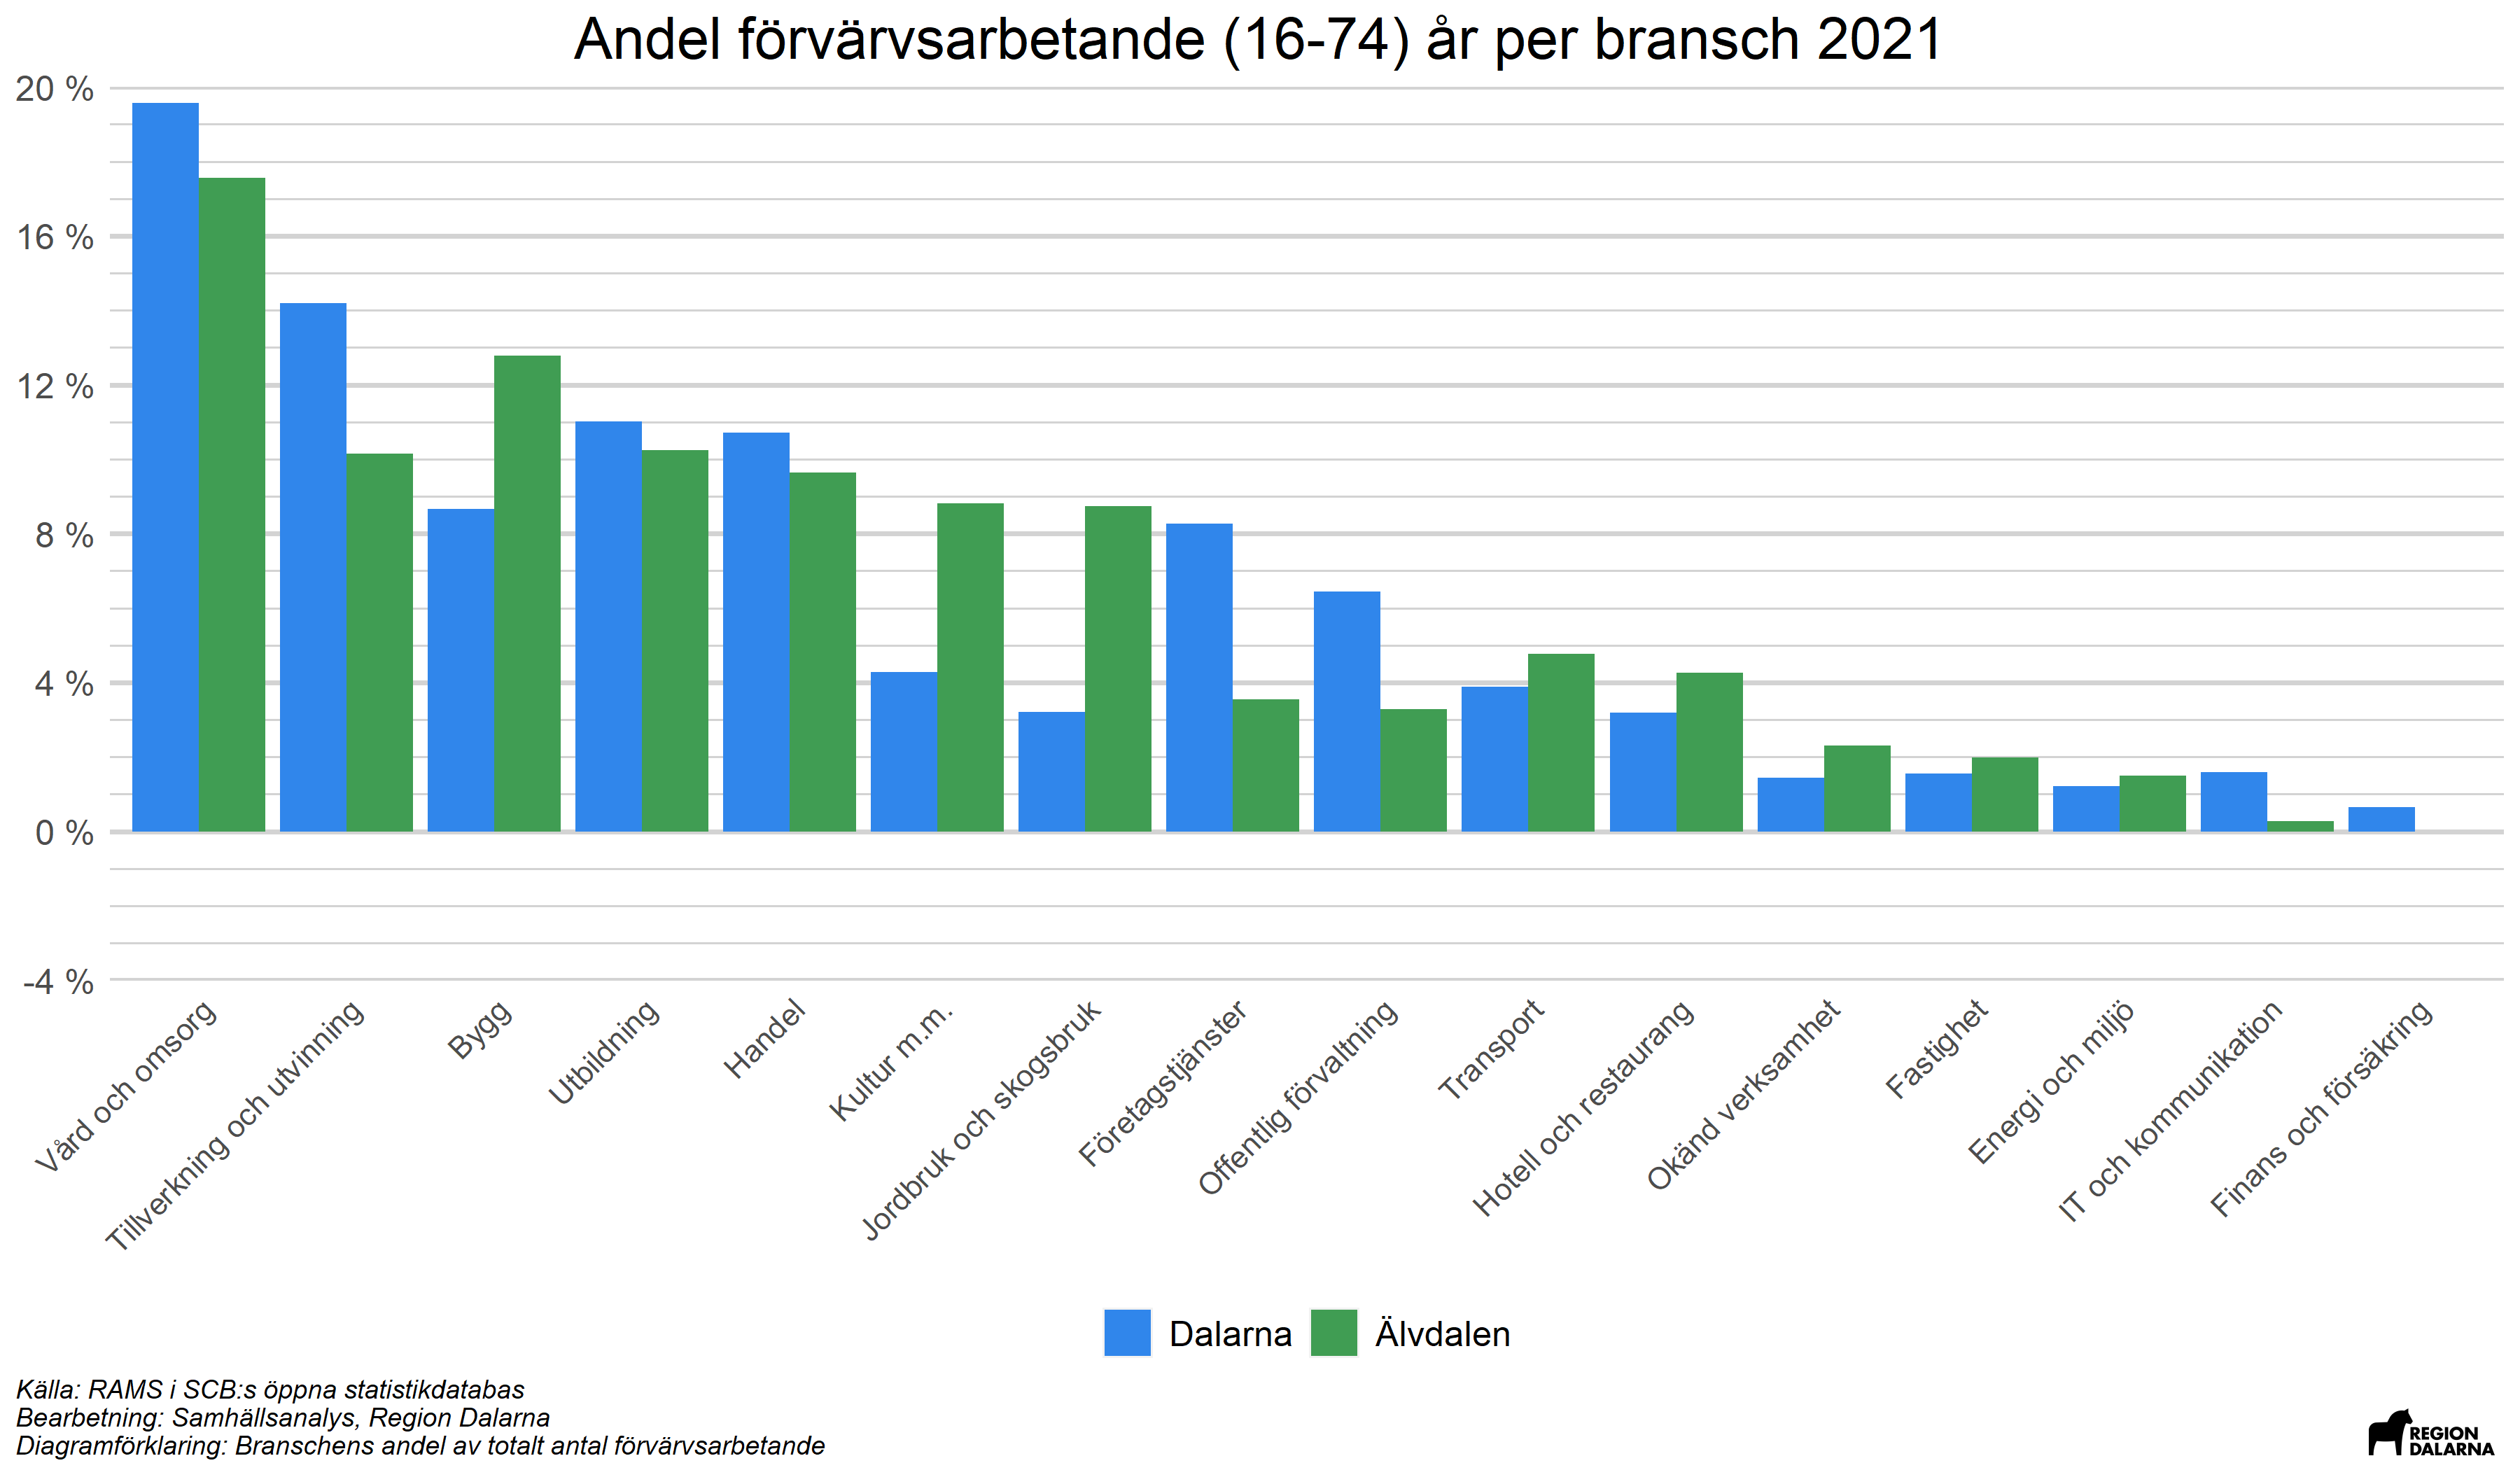 Andel förvärvsarbetande (16-74) år per bransch 2021
20 %
16 %
12 %
8 %
4 %
0 %
-4 %
Vård och omsorg
Tillverkning och utvinning
Bygg
Utbildning
Handel
Kultur m.m.
Jordbruk och skogsbruk
Företagstjänster
Offentlig förvaltning
Transport
Hotell och restaurang
Okänd verksamhet
Fastighet
Energi och miljö
IT och kommunikation
Finans och försäkring
Dalarna
Älvdalen
Källa: RAMS i SCB:s öppna statistikdatabas
Bearbetning: Samhällsanalys, Region Dalarna
Diagramförklaring: Branschens andel av totalt antal förvärvsarbetande
REGION
DALARNA